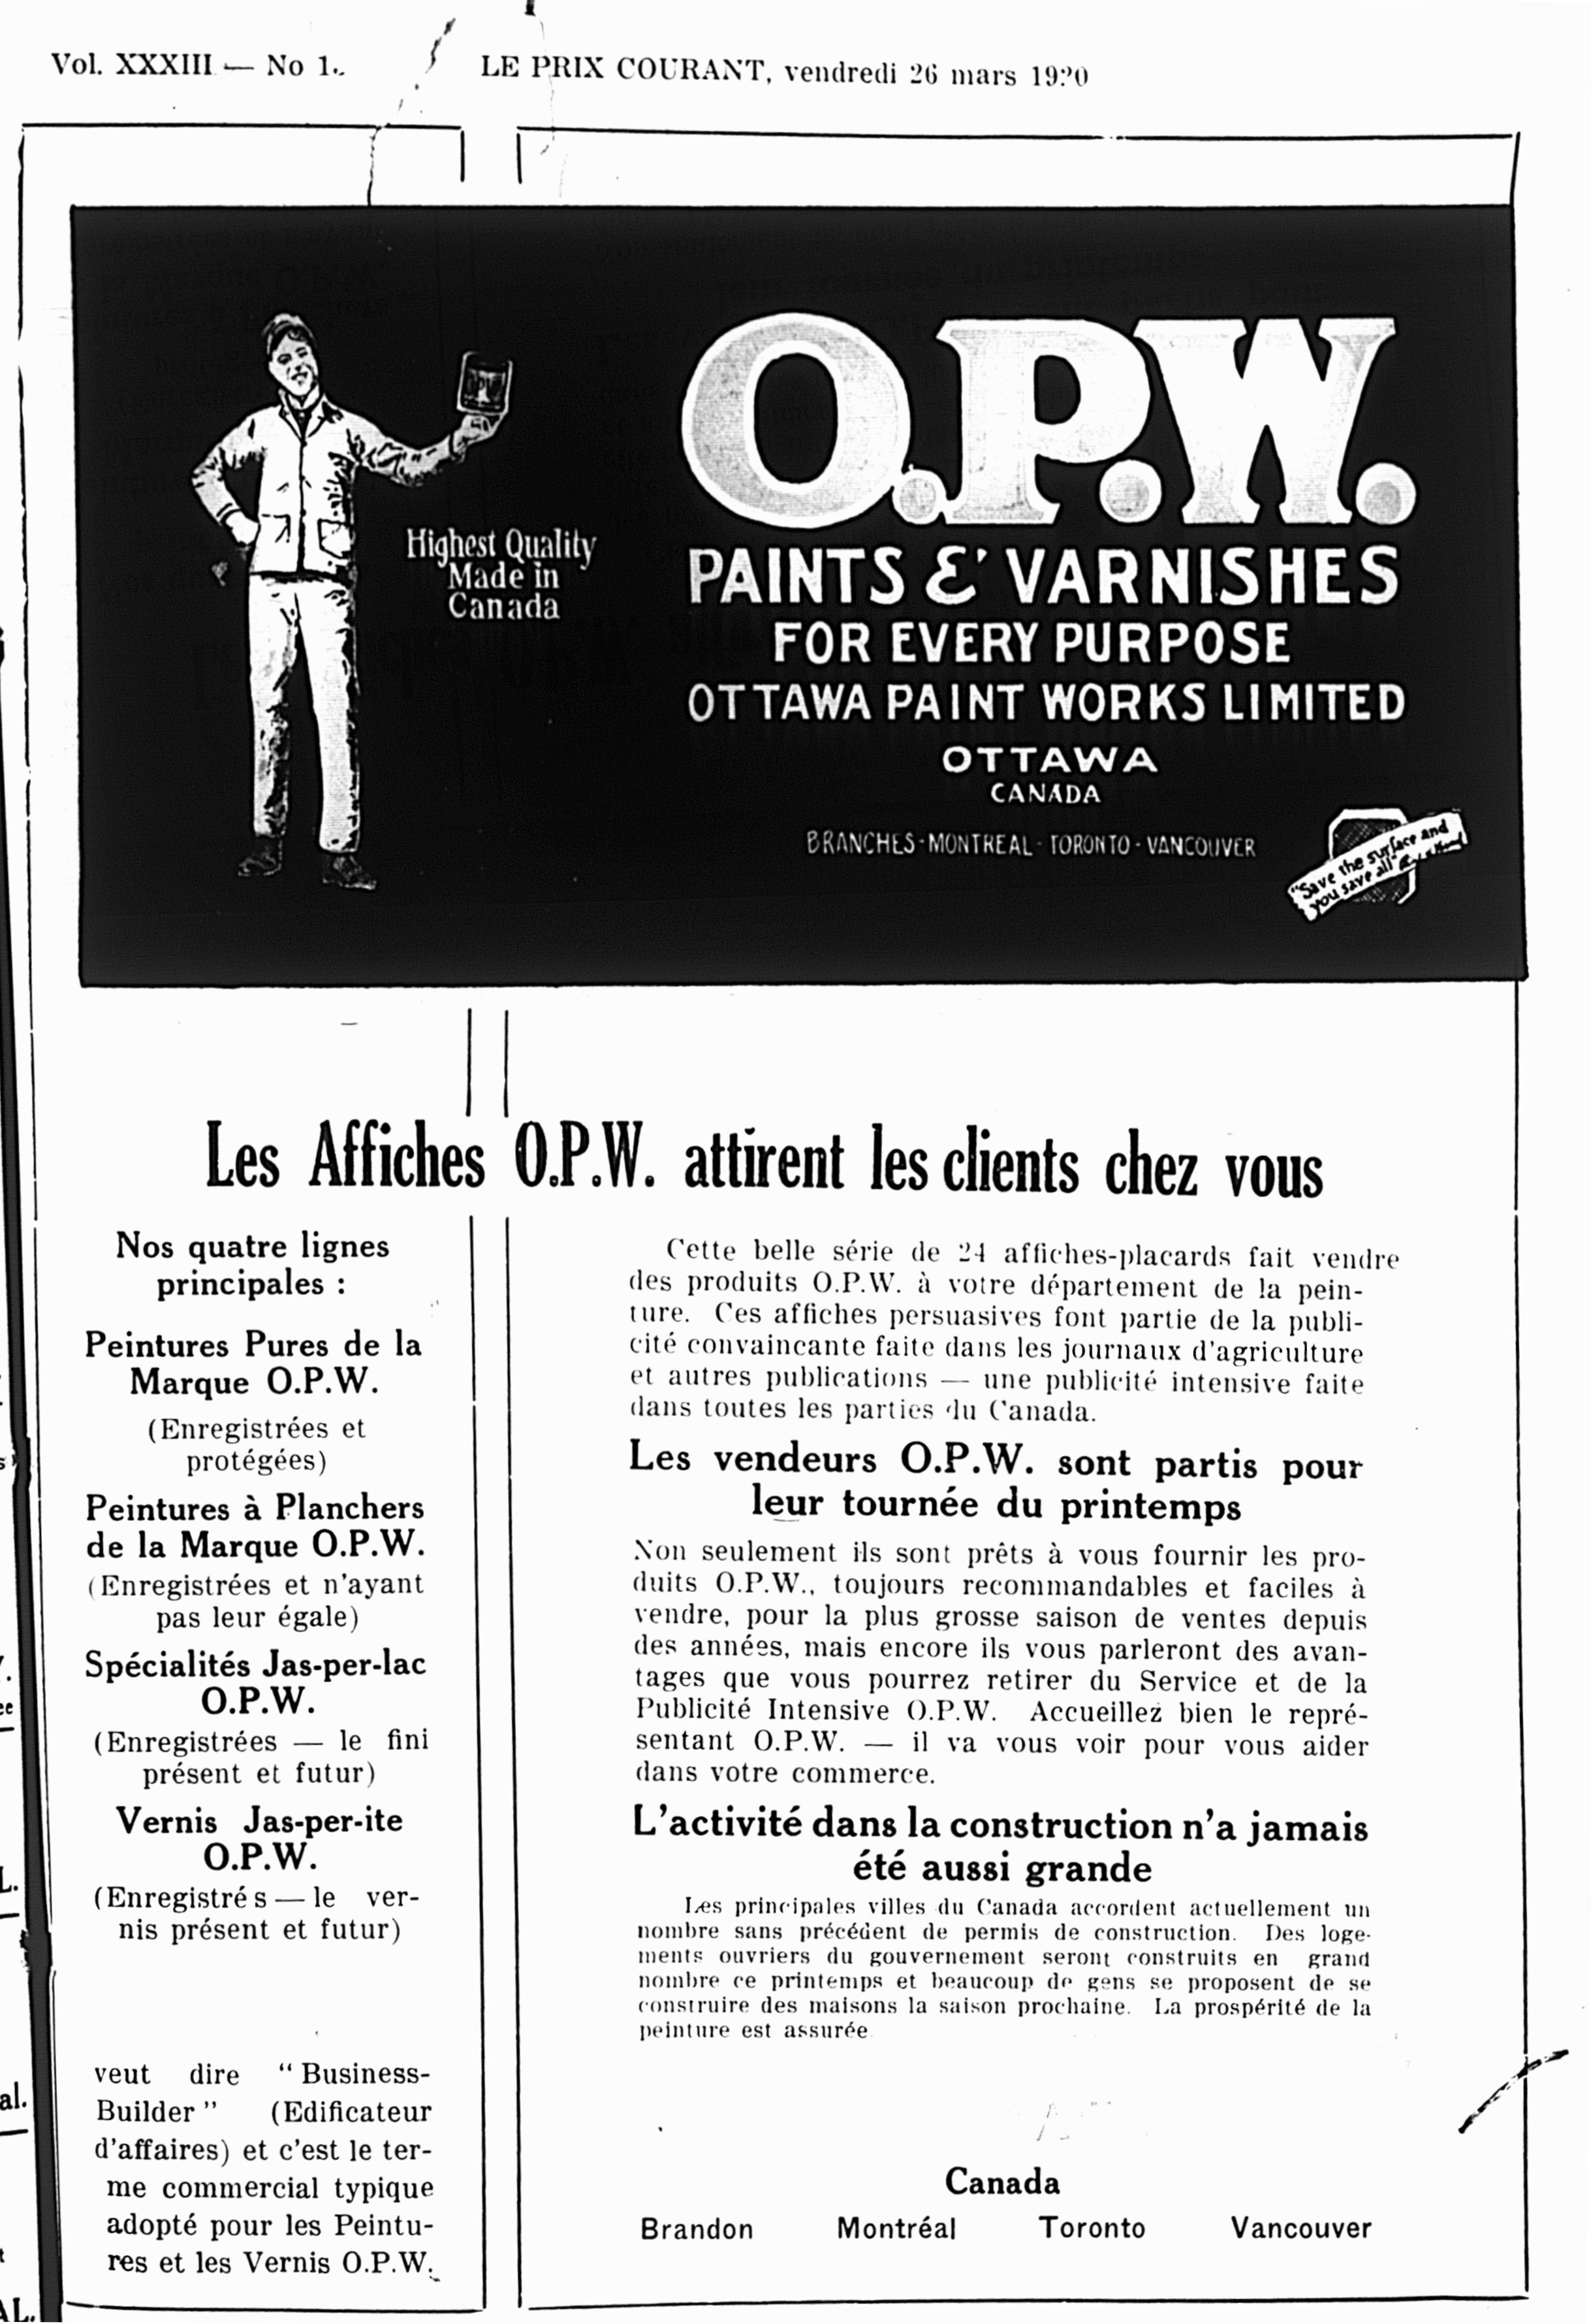 Vol. XXXIII — No 1.
LE PRIX COURANT, vendredi 26 mars 1920
O.P.W.
Highest Quality
Made in
Canada
O.P.W.
PAINTS & VARNISHES
FOR EVERY PURPOSE
OTTAWA PAINT WORKS LIMITED
OTTAWA
CANADA
BRANCHES - MONTREAL - TORONTO - VANCOUVER
"Save the surface and
you save all"
Les Affiches O.P.W. attirent les clients chez vous
Nos quatre lignes
principales :
Peintures Pures de la
Marque O.P.W.
(Enregistrées et
protégées)
Peintures à Planchers
de la Marque O.P.W.
(Enregistrées et n'ayant
pas leur égale)
Spécialités Jas-per-lac
O.P.W.
(Enregistrées — le fini
présent et futur)
Vernis Jas-per-ite
O.P.W.
(Enregistré s — le ver-
nis présent et futur)
veut dire "Business-
Builder" (Edificateur
d'affaires) et c'est le ter-
me commercial typique
adopté pour les Peintu-
res et les Vernis O.P.W.
Cette belle série de 24 affiches-placards fait vendre
des produits O.P.W. à votre département de la pein-
ture. Ces affiches persuasives font partie de la publi-
cité convaincante faite dans les journaux d'agriculture
et autres publications — une publicité intensive faite
dans toutes les parties du Canada.
Les vendeurs O.P.W. sont partis pour
leur tournée du printemps
Non seulement ils sont prêts à vous fournir les pro-
duits O.P.W., toujours recommandables et faciles à
vendre, pour la plus grosse saison de ventes depuis
des années, mais encore ils vous parleront des avan-
tages que vous pourrez retirer du Service et de la
Publicité Intensive O.P.W. Accueillez bien le repré-
sentant O.P.W. — il va vous voir pour vous aider
dans votre commerce.
L'activité dans la construction n'a jamais
été aussi grande
Les principales villes du Canada accordent actuellement un
nombre sans précédent de permis de construction. Des loge-
ments ouvriers du gouvernement seront construits en grand
nombre ce printemps et beaucoup de gens se proposent de se
construire des maisons la saison prochaine. La prospérité de la
peinture est assurée
Canada
Brandon Montréal Toronto Vancouver